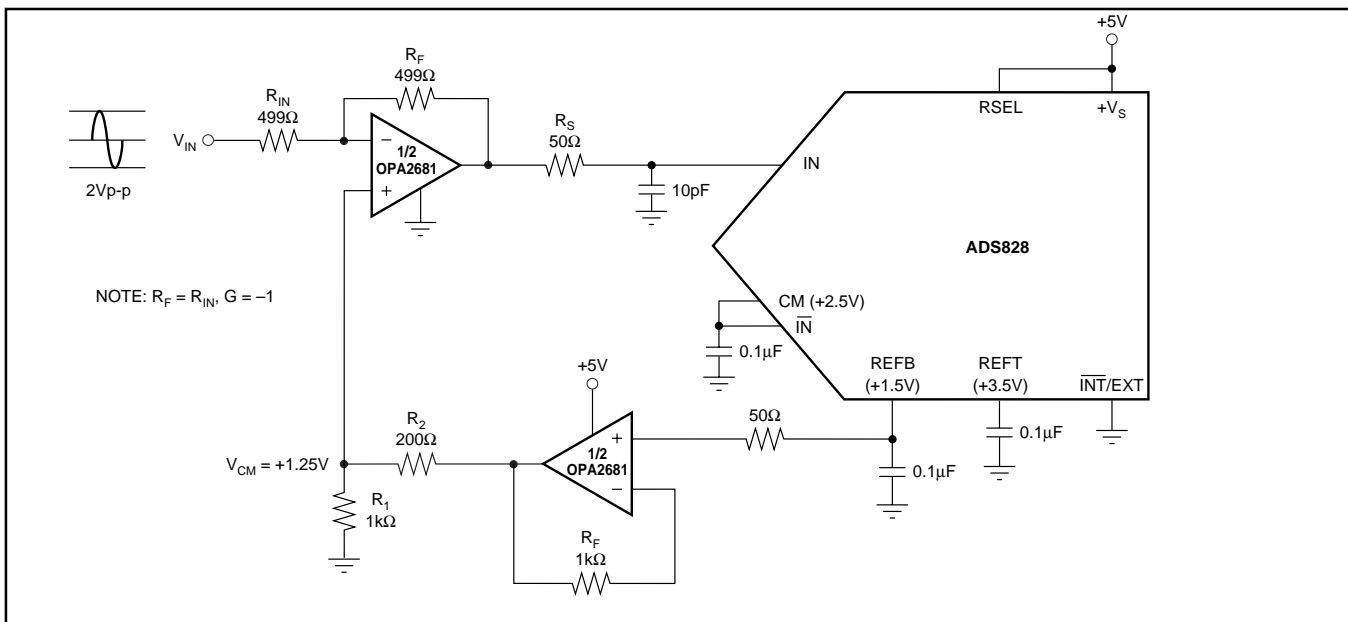 +5V
R_F
499Ω
R_IN
499Ω
V_IN
2Vp-p
−
1/2
OPA2681
+
R_S
50Ω
10pF
RSEL
+V_S
IN
ADS828
NOTE: R_F = R_IN, G = –1
CM (+2.5V)
I̅N̅
0.1µF
REFB
(+1.5V)
REFT
(+3.5V)
I̅N̅T̅/EXT
+5V
R_2
200Ω
V_CM = +1.25V
+
1/2
OPA2681
−
50Ω
0.1µF
0.1µF
R_1
1kΩ
R_F
1kΩ